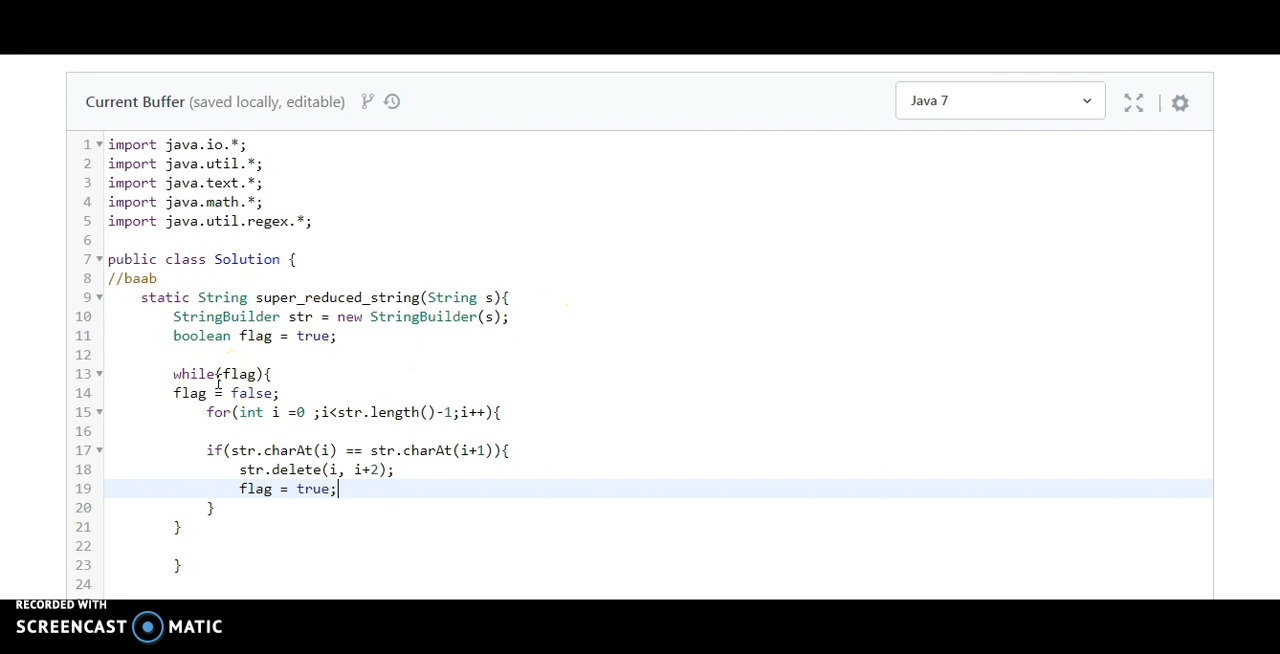 Current Buffer (saved locally, editable)
Java 7
1 import java.io.*;
2 import java.util.*;
3 import java.text.*;
4 import java.math.*;
5 import java.util.regex.*;
6
7 public class Solution {
8 //baab
9 static String super_reduced_string(String s){
10 StringBuilder str = new StringBuilder(s);
11 boolean flag = true;
12
13 while(flag){
14 flag = false;
15 for(int i =0 ;i<str.length()-1;i++){
16
17 if(str.charAt(i) == str.charAt(i+1)){
18 str.delete(i, i+2);
19 flag = true;
20 }
21 }
22
23 }
24
RECORDED WITH
SCREENCAST MATIC